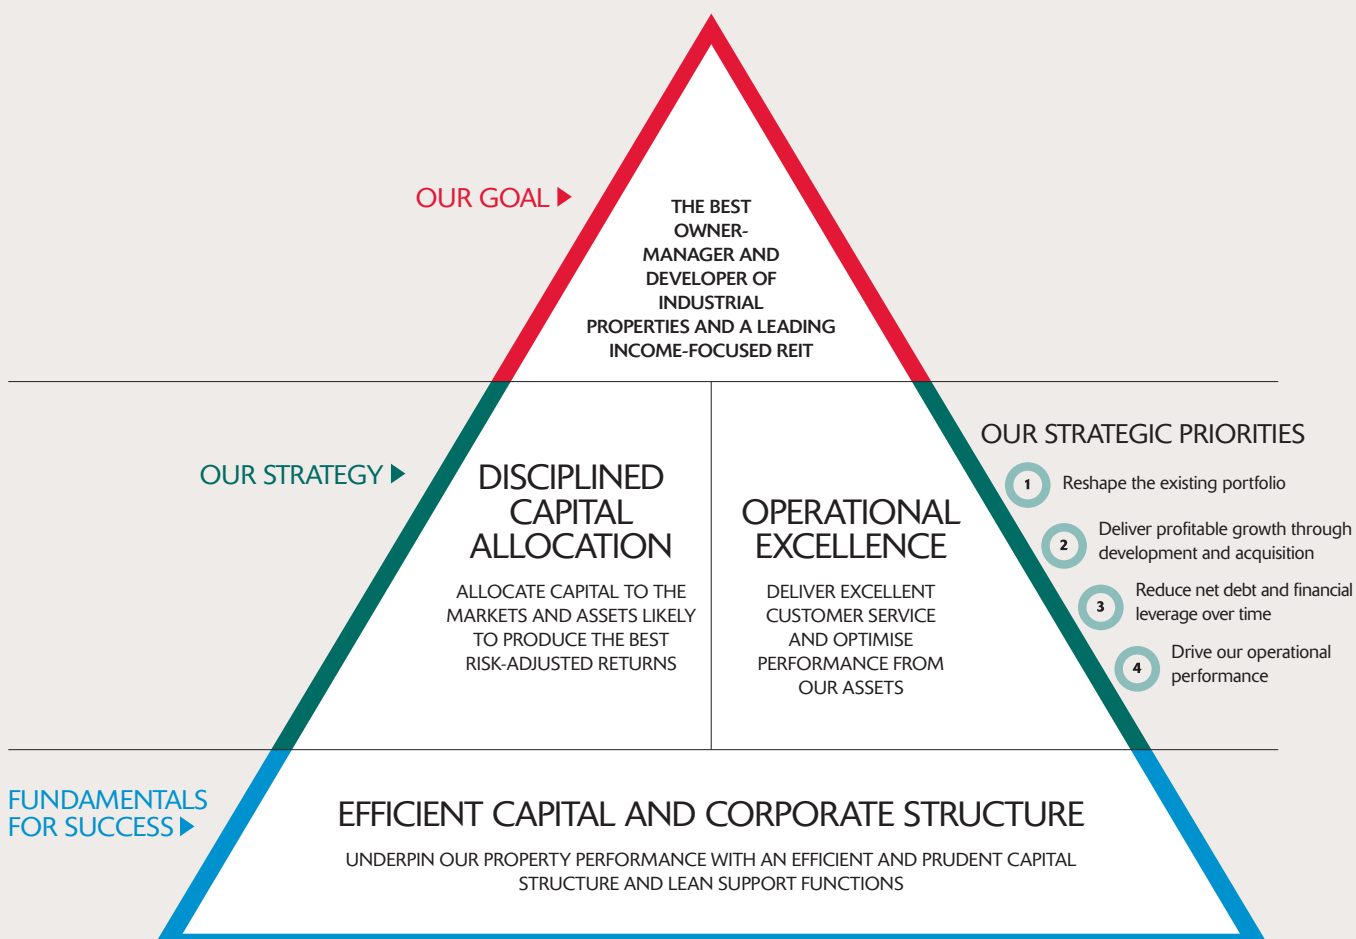 OUR GOAL
THE BEST
OWNER-
MANAGER AND
DEVELOPER OF
INDUSTRIAL
PROPERTIES AND A LEADING
INCOME-FOCUSED REIT
OUR STRATEGY
DISCIPLINED
CAPITAL
ALLOCATION
ALLOCATE CAPITAL TO THE
MARKETS AND ASSETS LIKELY
TO PRODUCE THE BEST
RISK-ADJUSTED RETURNS
OPERATIONAL
EXCELLENCE
DELIVER EXCELLENT
CUSTOMER SERVICE
AND OPTIMISE
PERFORMANCE FROM
OUR ASSETS
OUR STRATEGIC PRIORITIES
1 Reshape the existing portfolio
2 Deliver profitable growth through
development and acquisition
3 Reduce net debt and financial
leverage over time
4 Drive our operational
performance
FUNDAMENTALS
FOR SUCCESS
EFFICIENT CAPITAL AND CORPORATE STRUCTURE
UNDERPIN OUR PROPERTY PERFORMANCE WITH AN EFFICIENT AND PRUDENT CAPITAL
STRUCTURE AND LEAN SUPPORT FUNCTIONS